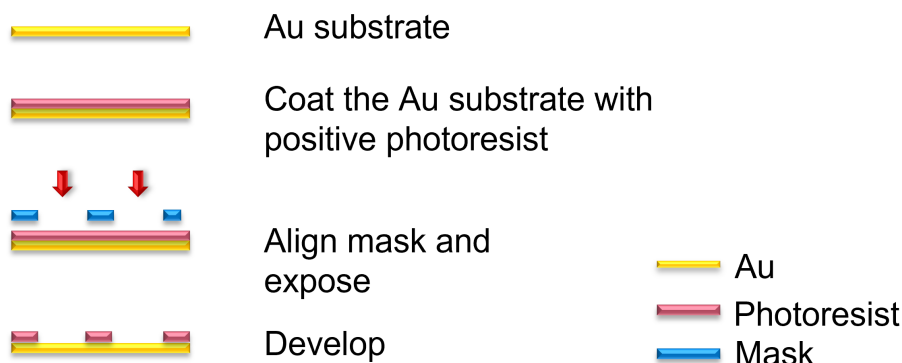 Au substrate
Coat the Au substrate with
positive photoresist
Align mask and
expose
Au
Photoresist
Develop
Mask